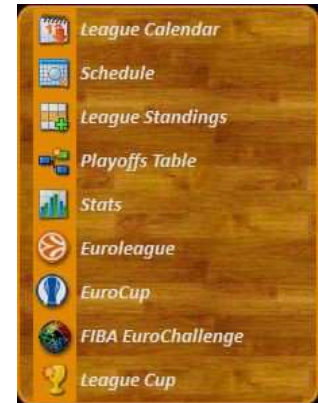 League Calendar
Schedule
League Standings
Playoffs Table
Stats
Euroleague
EuroCup
FIBA EuroChallenge
League Cup